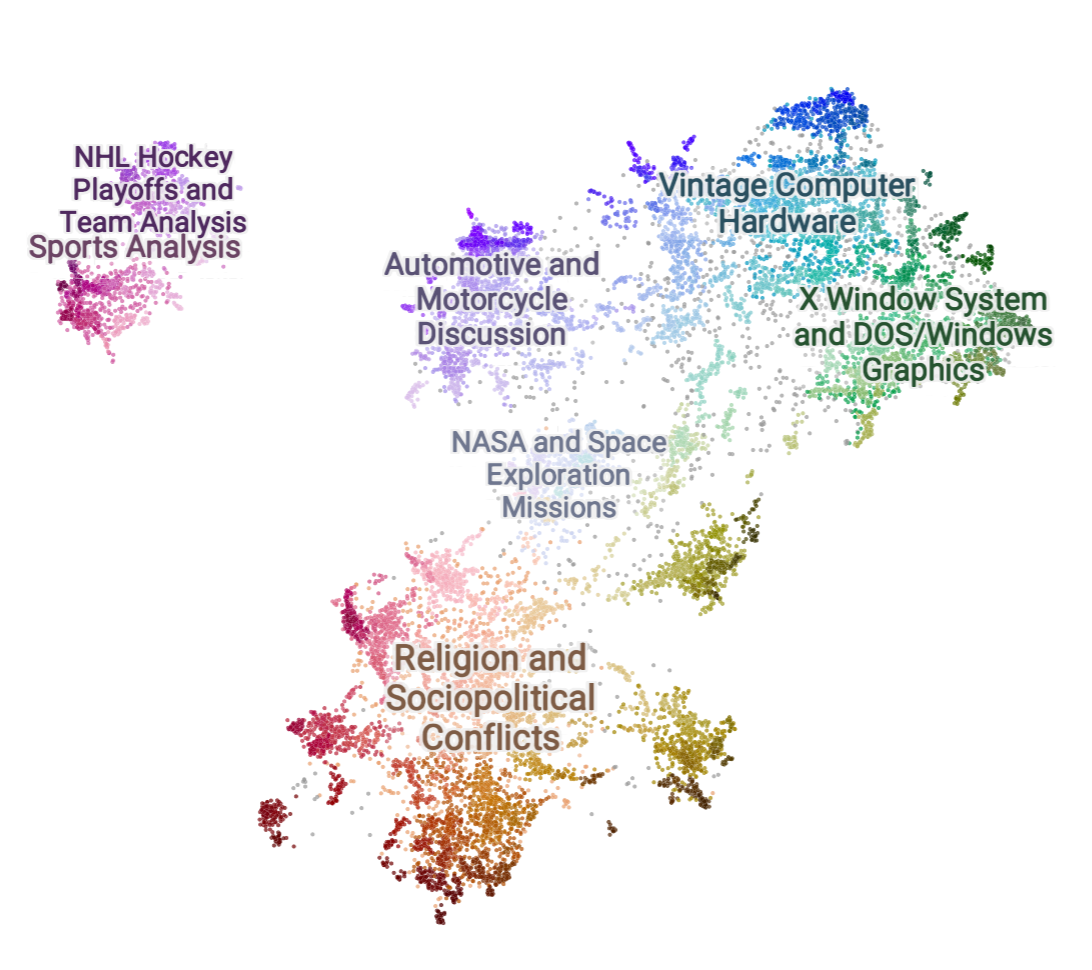 NHL Hockey
Playoffs and
Team Analysis
Sports Analysis
Vintage Computer
Hardware
Automotive and
Motorcycle
Discussion
X Window System
and DOS/Windows
Graphics
NASA and Space
Exploration
Missions
Religion and
Sociopolitical
Conflicts